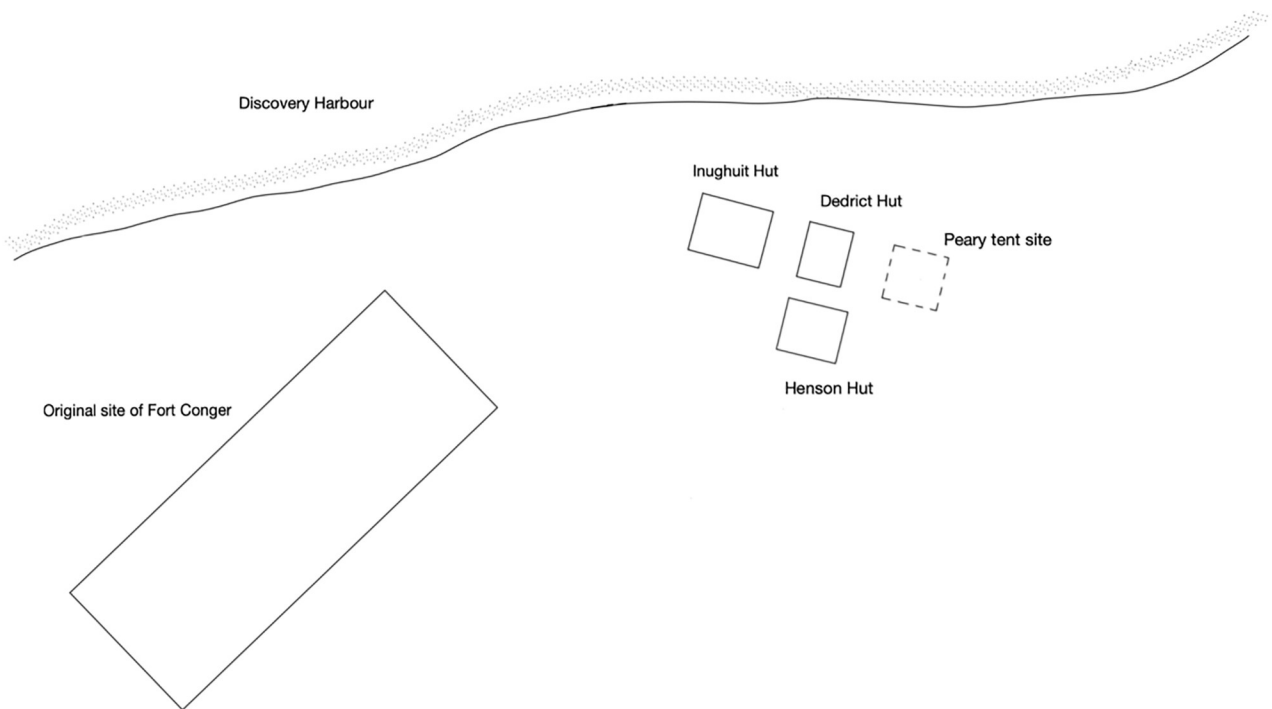 Discovery Harbour
Inughuit Hut
Dedrict Hut
Peary tent site
Henson Hut
Original site of Fort Conger